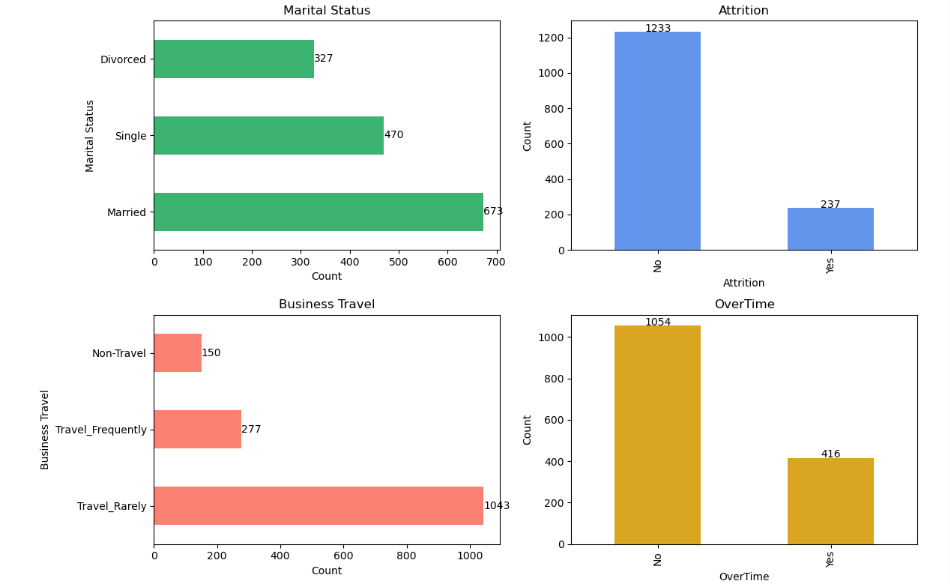 Marital Status
Divorced
327
Single
470
Married
673
Marital Status
0 100 200 300 400 500 600 700
Count
Attrition
1233
237
1200
1000
800
600
400
200
0
Count
No
Yes
Attrition
Business Travel
Non-Travel
150
Travel_Frequently
277
Travel_Rarely
1043
Business Travel
0 200 400 600 800 1000
Count
OverTime
1054
416
1000
800
600
400
200
0
Count
No
Yes
OverTime